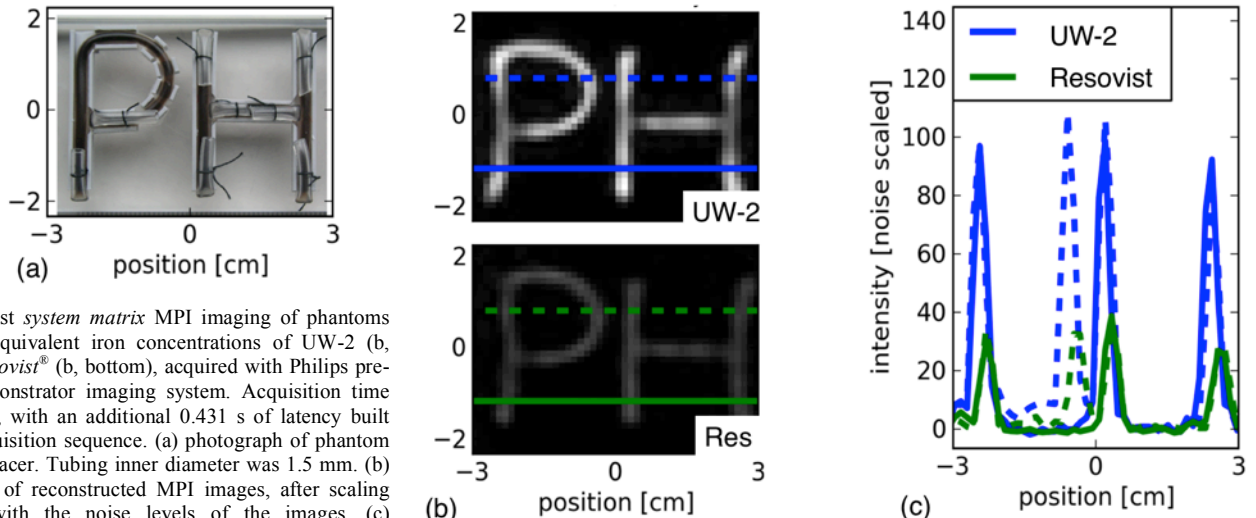 2
0
−2
−3 0 3
position [cm]
(a)
st system matrix MPI imaging of phantoms
quivalent iron concentrations of UW-2 (b,
ovist® (b, bottom), acquired with Philips pre-
onstrator imaging system. Acquisition time
, with an additional 0.431 s of latency built
uisition sequence. (a) photograph of phantom
acer. Tubing inner diameter was 1.5 mm. (b)
of reconstructed MPI images, after scaling
with the noise levels of the images. (c)
2
0
−2
UW-2
2
0
−2
Res
−3 0 3
position [cm]
(b)
140
120
100
80
60
40
20
0
intensity [noise scaled]
UW-2
Resovist
−3 0 3
position [cm]
(c)